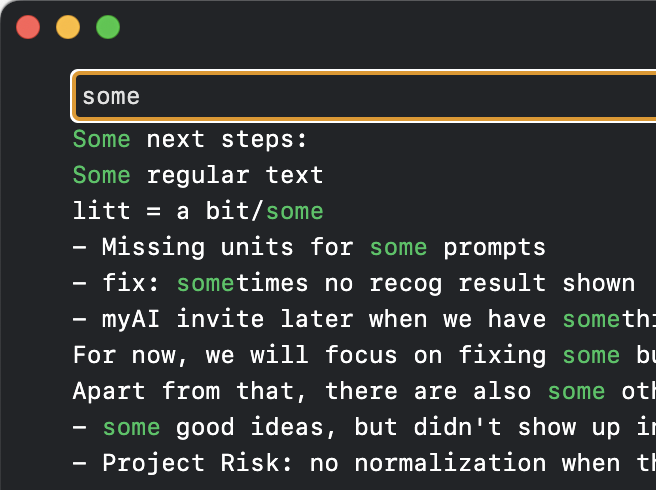 some
Some next steps:
Some regular text
litt = a bit/some
- Missing units for some prompts
- fix: sometimes no recog result shown
- myAI invite later when we have somethi
For now, we will focus on fixing some bu
Apart from that, there are also some oth
- some good ideas, but didn't show up in
- Project Risk: no normalization when th